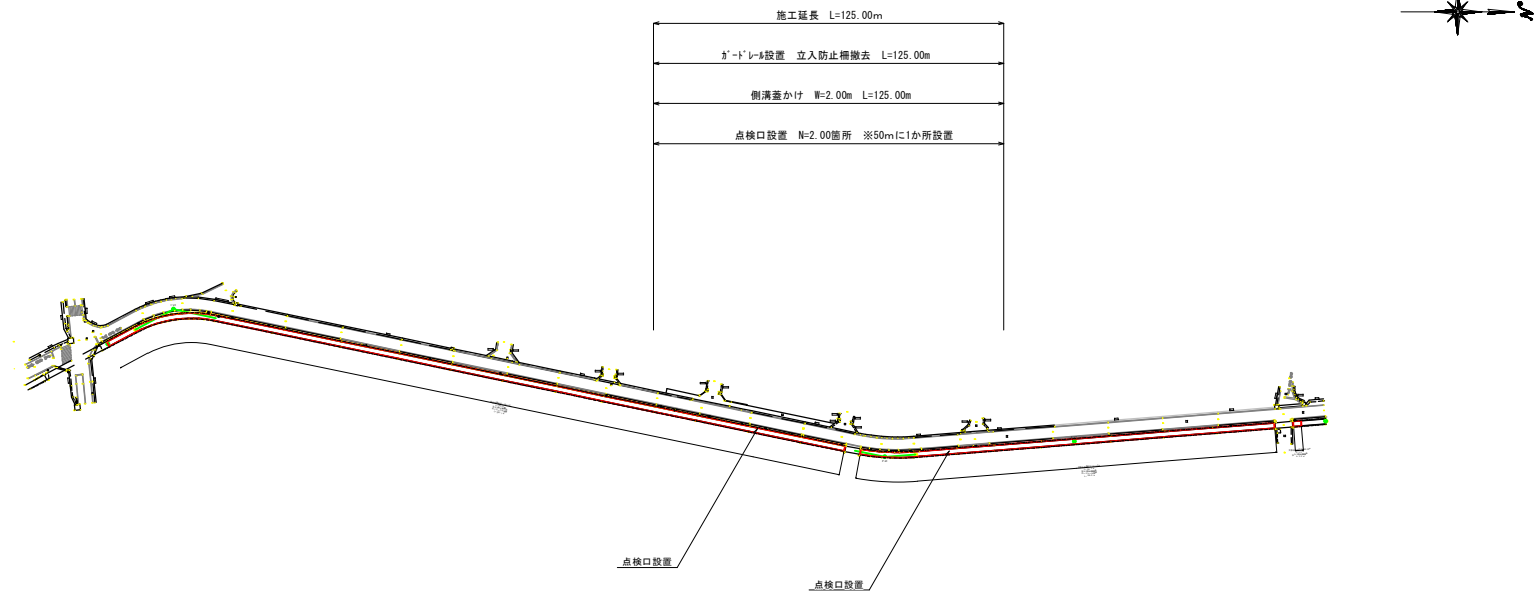 施工延長 L=125.00m
ｶﾞｰﾄﾞﾚｰﾙ設置 立入防止柵撤去 L=125.00m
側溝蓋かけ W=2.00m L=125.00m
点検口設置 N=2.00箇所 ※50mに1か所設置
点検口設置
点検口設置